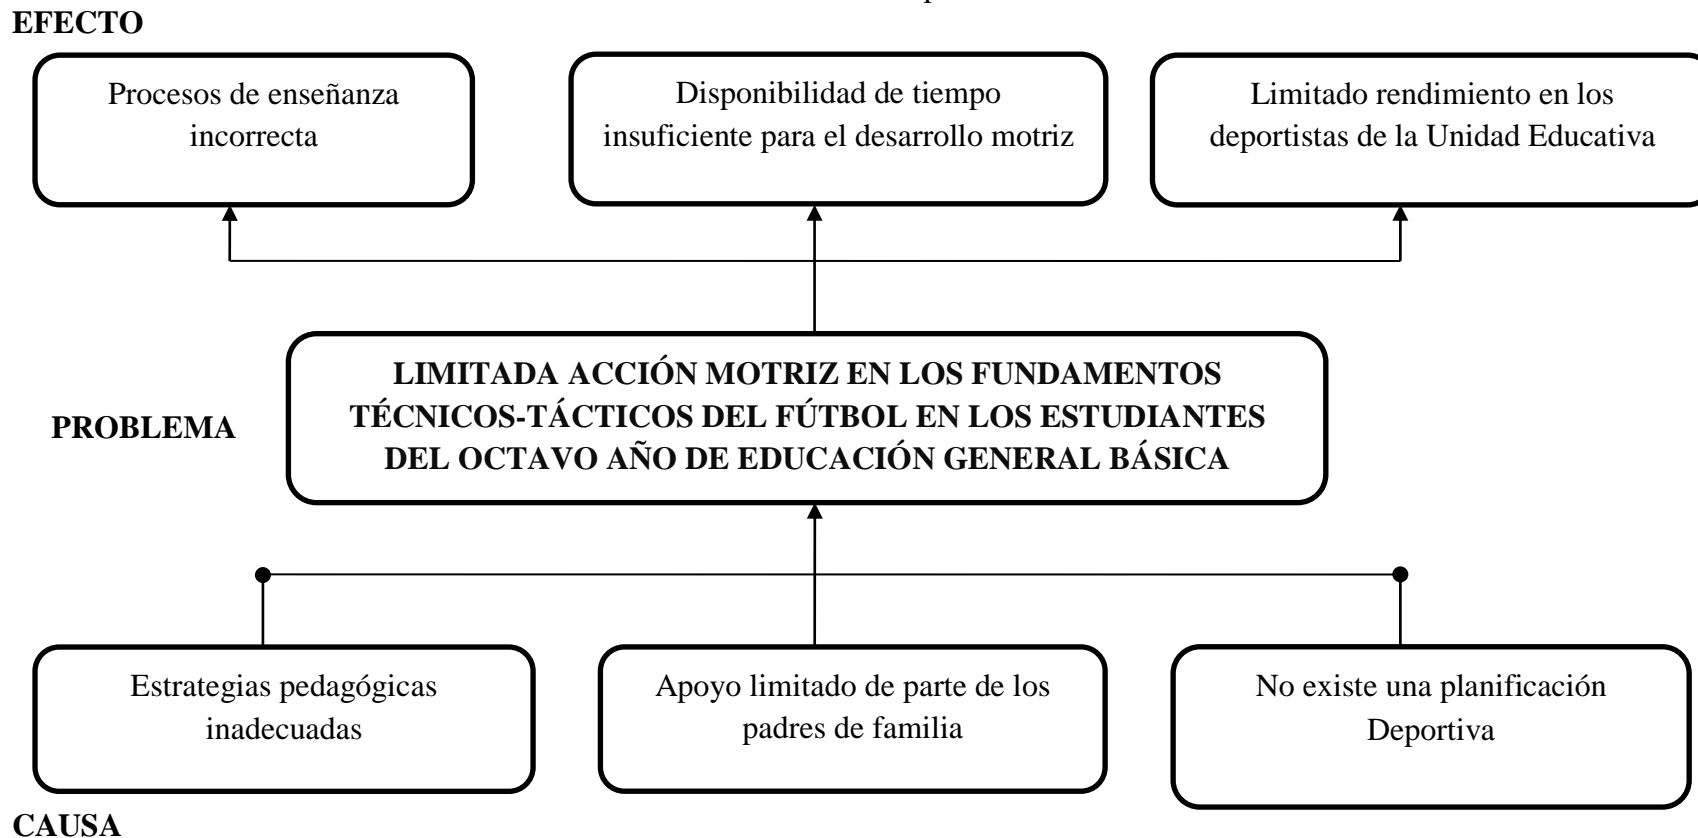 EFECTO
Procesos de enseñanza
incorrecta
Disponibilidad de tiempo
insuficiente para el desarrollo motriz
Limitado rendimiento en los
deportistas de la Unidad Educativa
PROBLEMA
LIMITADA ACCIÓN MOTRIZ EN LOS FUNDAMENTOS
TÉCNICOS-TÁCTICOS DEL FÚTBOL EN LOS ESTUDIANTES
DEL OCTAVO AÑO DE EDUCACIÓN GENERAL BÁSICA
Estrategias pedagógicas
inadecuadas
Apoyo limitado de parte de los
padres de familia
No existe una planificación
Deportiva
CAUSA